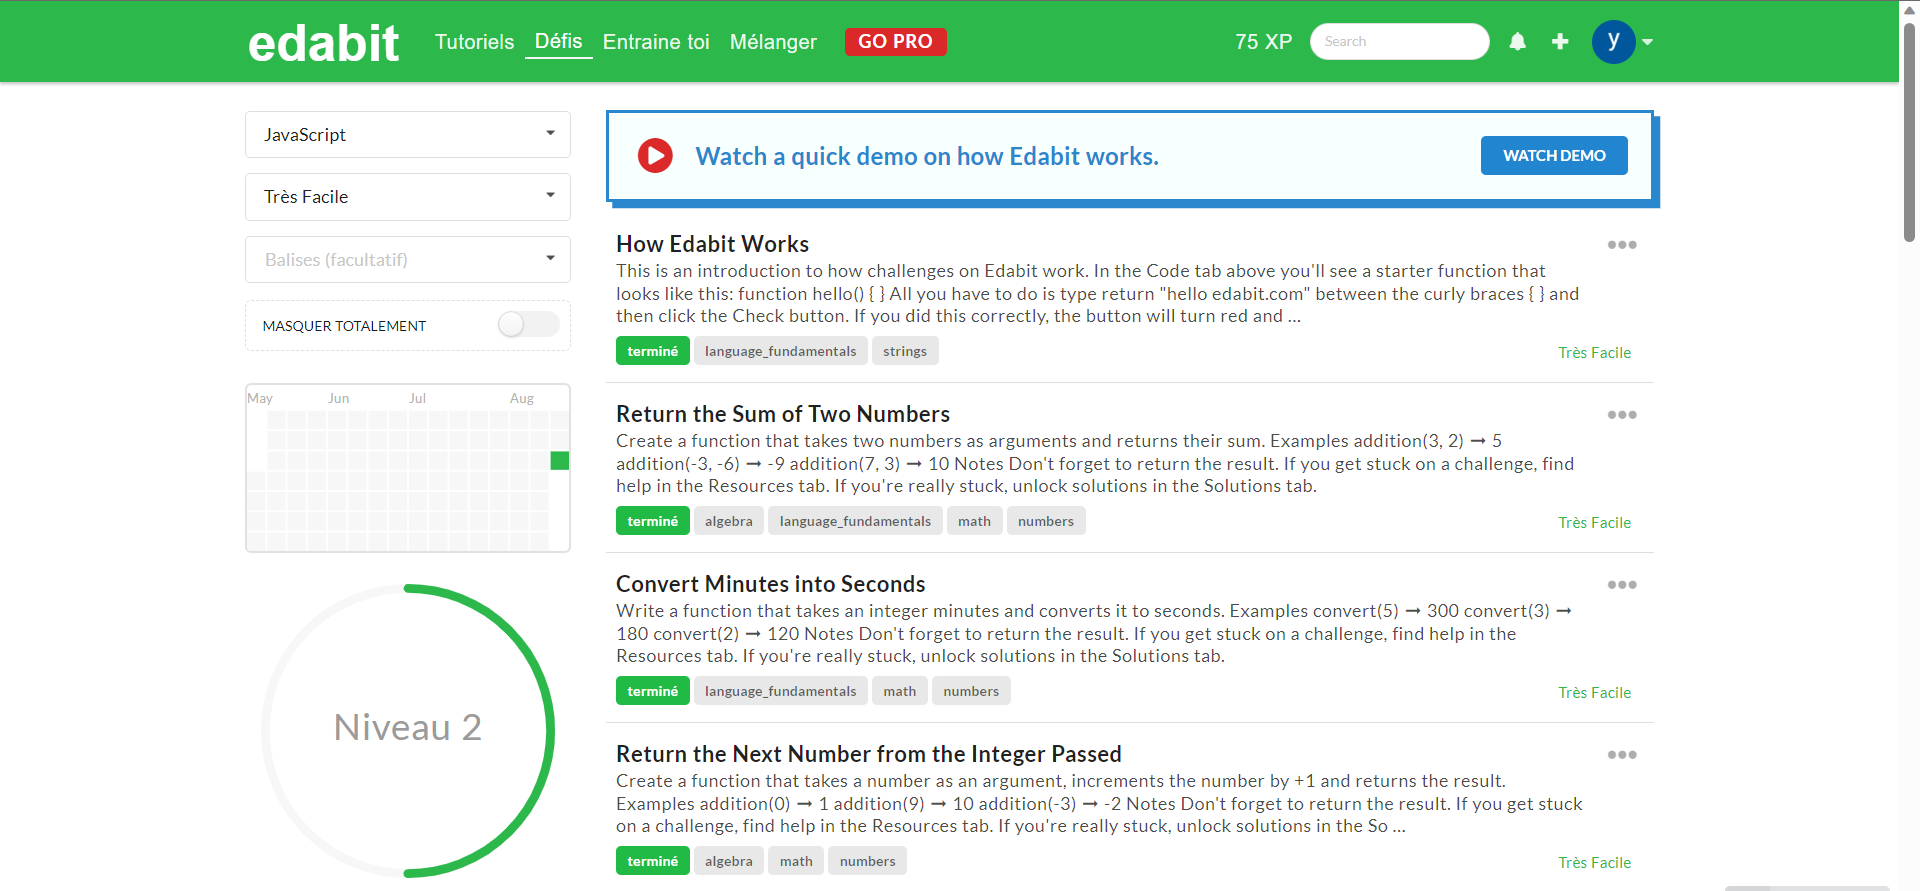 edabit Tutoriels Défis Entraine toi Mélanger GO PRO 75 XP Search y
JavaScript
Très Facile
Balises (facultatif)
MASQUER TOTALEMENT
May Jun Jul Aug
Niveau 2
Watch a quick demo on how Edabit works. WATCH DEMO
How Edabit Works
This is an introduction to how challenges on Edabit work. In the Code tab above you'll see a starter function that
looks like this: function hello() { } All you have to do is type return "hello edabit.com" between the curly braces { } and
then click the Check button. If you did this correctly, the button will turn red and ...
terminé language_fundamentals strings Très Facile
Return the Sum of Two Numbers
Create a function that takes two numbers as arguments and returns their sum. Examples addition(3, 2) ➞ 5
addition(-3, -6) ➞ -9 addition(7, 3) ➞ 10 Notes Don't forget to return the result. If you get stuck on a challenge, find
help in the Resources tab. If you're really stuck, unlock solutions in the Solutions tab.
terminé algebra language_fundamentals math numbers Très Facile
Convert Minutes into Seconds
Write a function that takes an integer minutes and converts it to seconds. Examples convert(5) ➞ 300 convert(3) ➞
180 convert(2) ➞ 120 Notes Don't forget to return the result. If you get stuck on a challenge, find help in the
Resources tab. If you're really stuck, unlock solutions in the Solutions tab.
terminé language_fundamentals math numbers Très Facile
Return the Next Number from the Integer Passed
Create a function that takes a number as an argument, increments the number by +1 and returns the result.
Examples addition(0) ➞ 1 addition(9) ➞ 10 addition(-3) ➞ -2 Notes Don't forget to return the result. If you get stuck
on a challenge, find help in the Resources tab. If you're really stuck, unlock solutions in the So ...
terminé algebra math numbers Très Facile